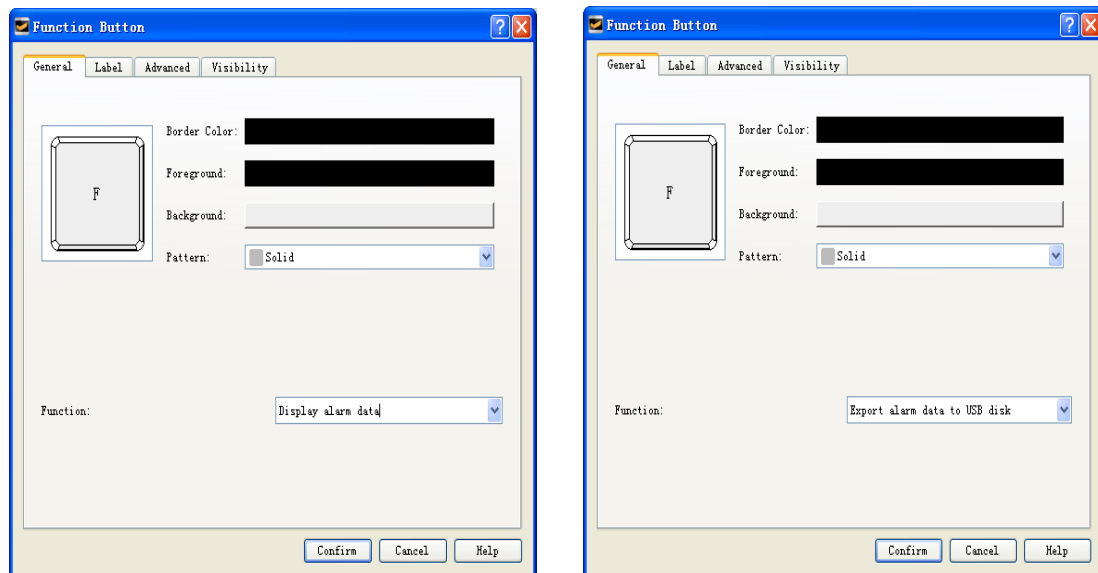 Function Button
General Label Advanced Visibility
Border Color:
F
Foreground:
Background:
Pattern: Solid
Function: Display alarm data
Confirm Cancel Help
Function Button
General Label Advanced Visibility
Border Color:
F
Foreground:
Background:
Pattern: Solid
Function: Export alarm data to USB disk
Confirm Cancel Help